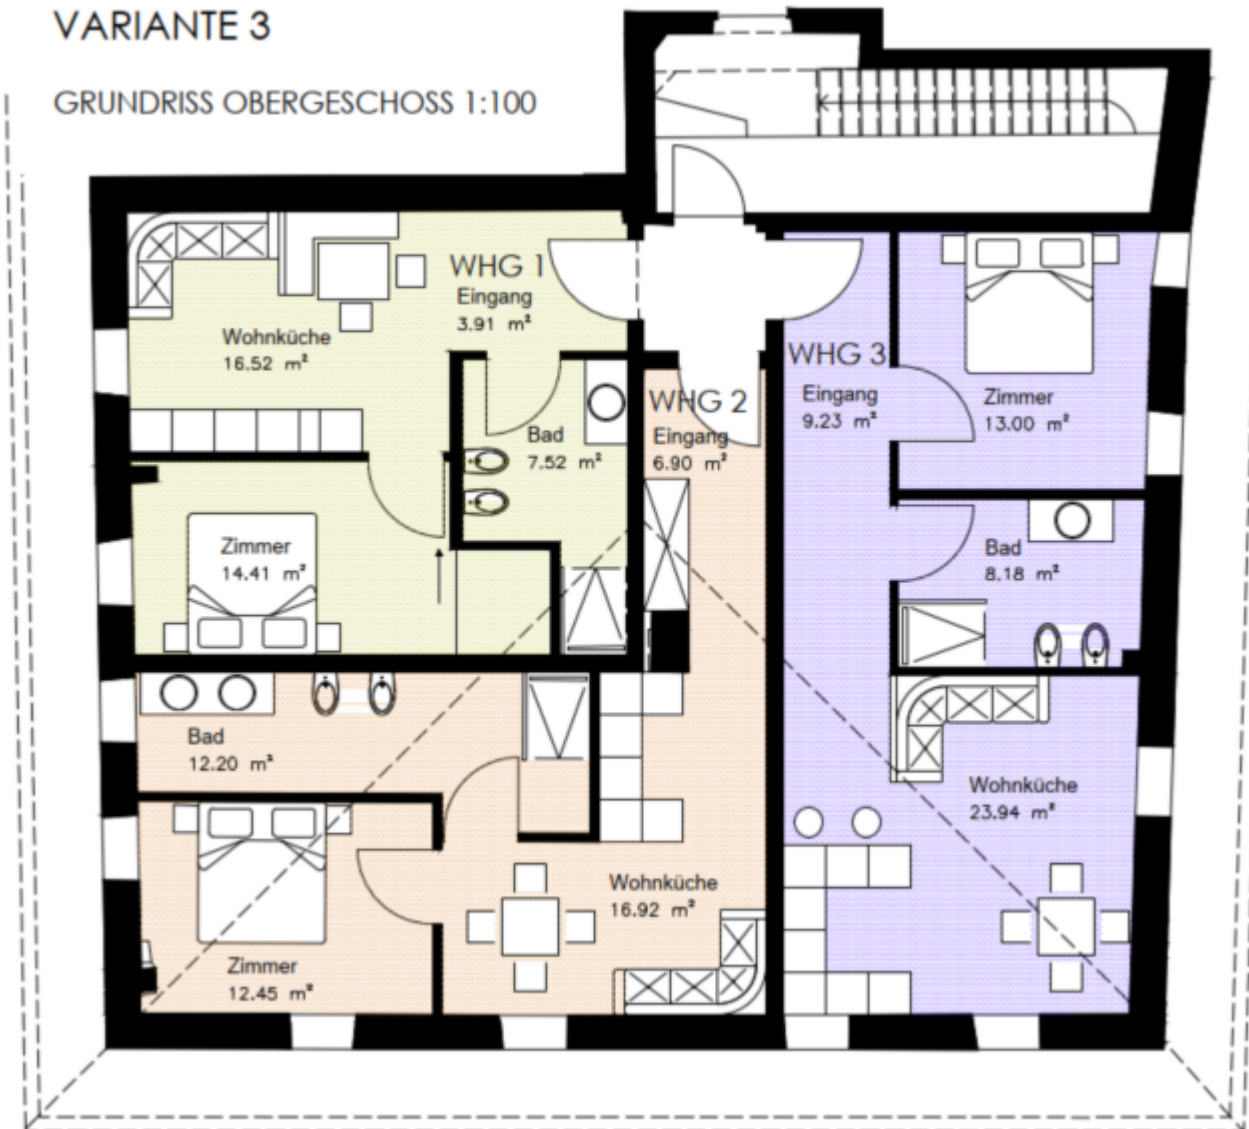 VARIANTE 3
GRUNDRISS OBERGESCHOSS 1:100
WHG 1
Eingang
3.91 m²
Wohnküche
16.52 m²
Bad
7.52 m²
Zimmer
14.41 m²
WHG 2
Eingang
6.90 m²
Bad
12.20 m²
Zimmer
12.45 m²
Wohnküche
16.92 m²
WHG 3
Eingang
9.23 m²
Zimmer
13.00 m²
Bad
8.18 m²
Wohnküche
23.94 m²